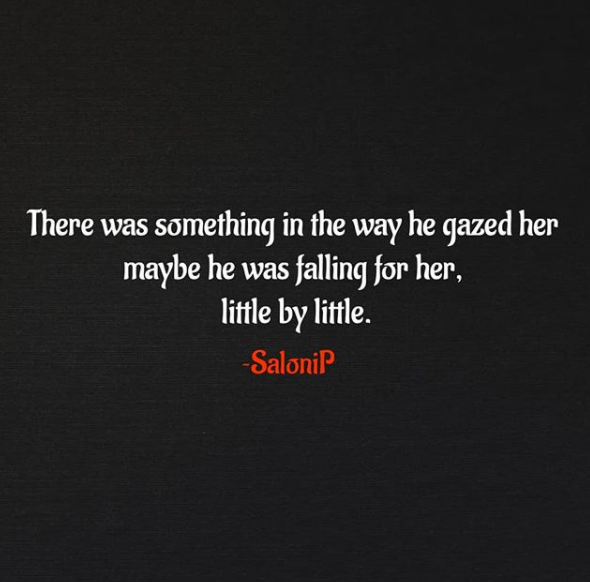 There was something in the way he gazed her
maybe he was falling for her,
little by little.
-SaloniP